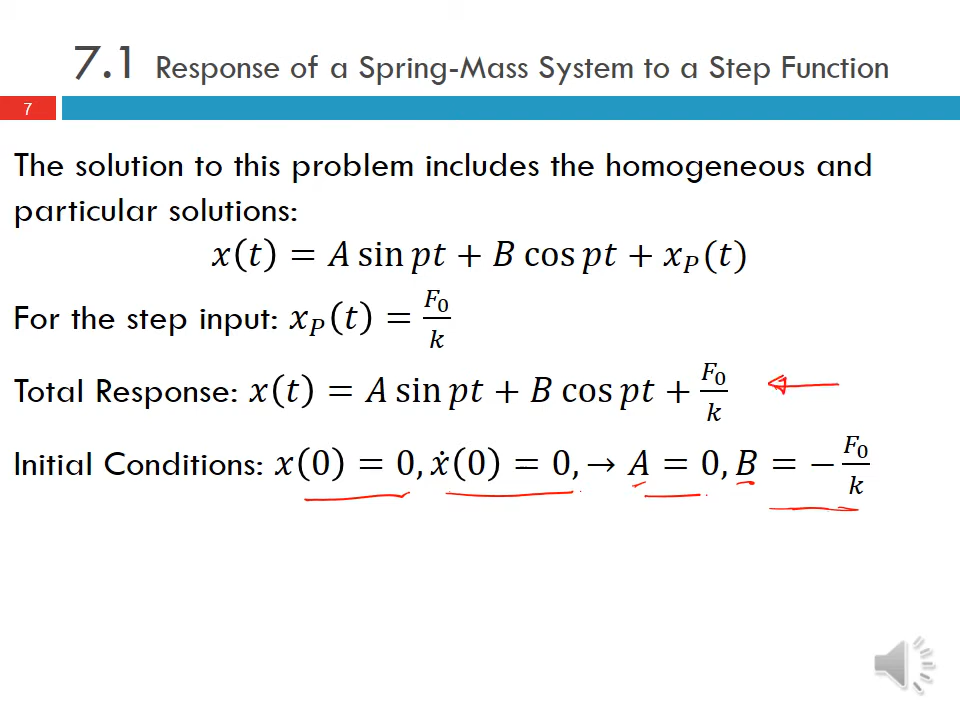 7.1 Response of a Spring-Mass System to a Step Function
7
The solution to this problem includes the homogeneous and
particular solutions:
x(t) = A sin pt + B cos pt + x_P(t)
For the step input: x_P(t) = F_0/k
Total Response: x(t) = A sin pt + B cos pt + F_0/k
Initial Conditions: x(0) = 0, ẋ(0) = 0, → A = 0, B = −F_0/k